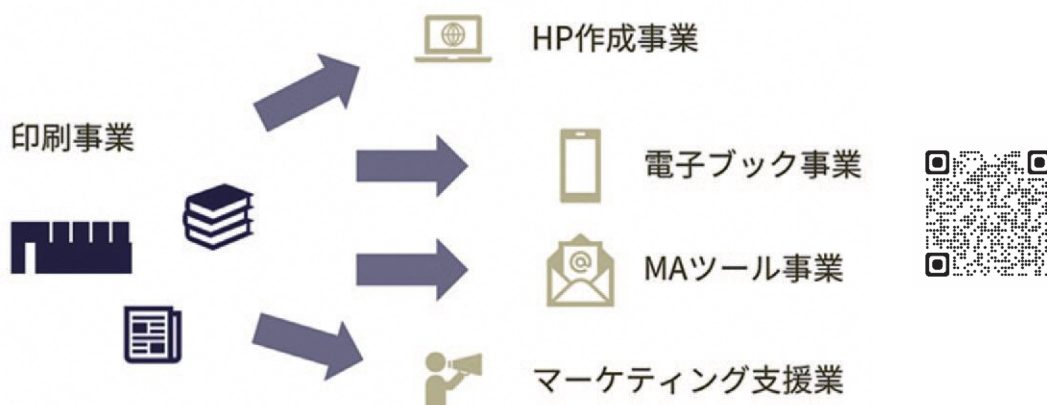 HP作成事業
印刷事業
電子ブック事業
MAツール事業
マーケティング支援業